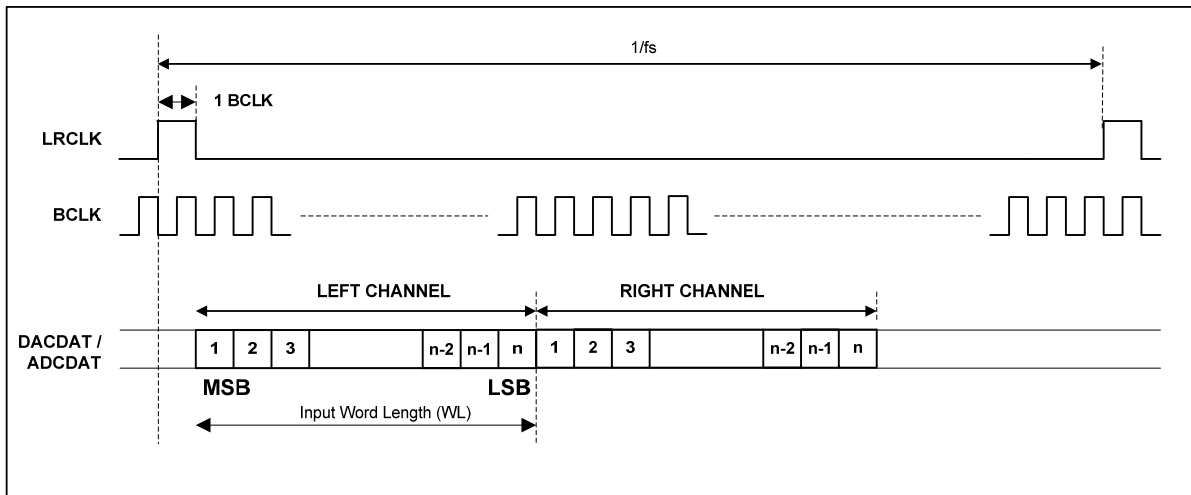 1/fs
1 BCLK
LRCLK
BCLK
LEFT CHANNEL RIGHT CHANNEL
DACDAT /
ADCDAT
1 2 3 n-2 n-1 n 1 2 3 n-2 n-1 n
MSB LSB
Input Word Length (WL)